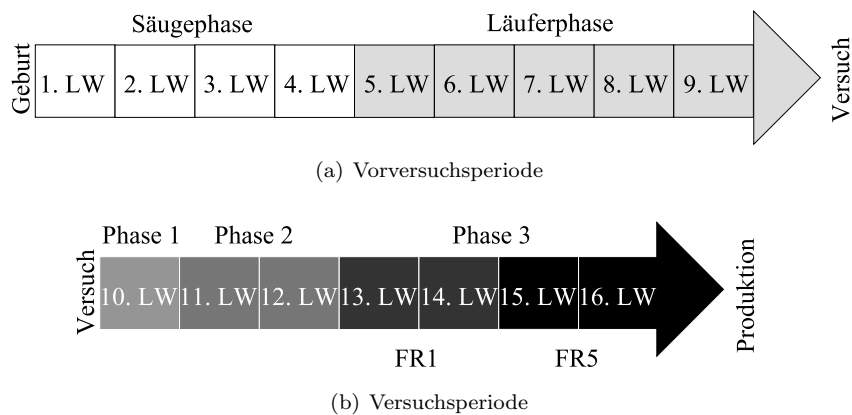 Säugephase Läuferphase
Geburt 1. LW 2. LW 3. LW 4. LW 5. LW 6. LW 7. LW 8. LW 9. LW Versuch
(a) Vorversuchsperiode
Phase 1 Phase 2 Phase 3
Versuch 10. LW 11. LW 12. LW 13. LW 14. LW 15. LW 16. LW Produktion
FR1 FR5
(b) Versuchsperiode